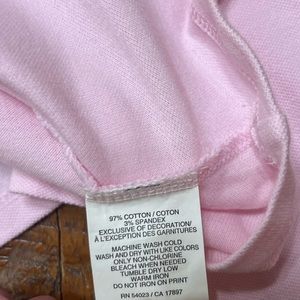 97% COTTON / COTON
3% SPANDEX
EXCLUSIVE OF DECORATION/
À L'EXCEPTION DES GARNITURES
MACHINE WASH COLD
WASH AND DRY WITH LIKE COLORS
ONLY NON-CHLORINE
BLEACH WHEN NEEDED
TUMBLE DRY LOW
WARM IRON
DO NOT IRON ON PRINT
RN 54023 / CA 17897